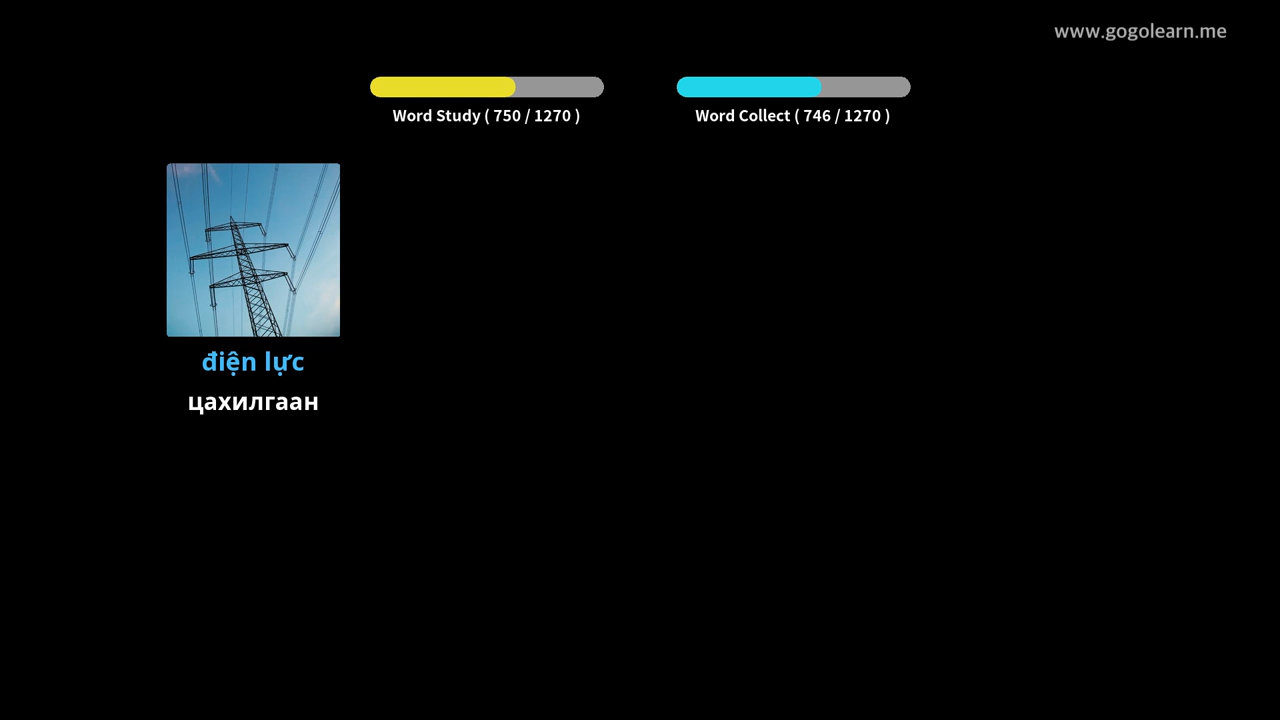 www.gogolearn.me
Word Study ( 750 / 1270 )
Word Collect ( 746 / 1270 )
điện lực
цахилгаан